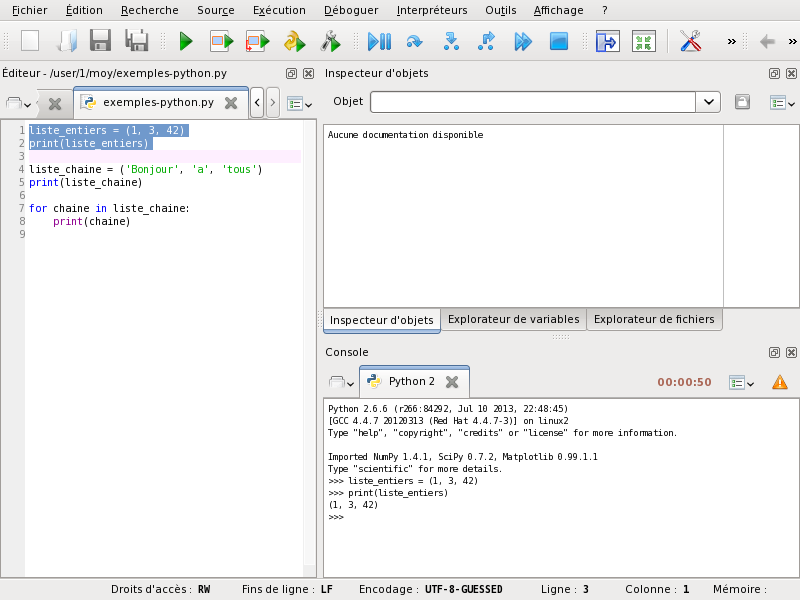 Fichier Édition Recherche Source Exécution Déboguer Interpréteurs Outils Affichage ?
» »
Éditeur - /user/1/moy/exemples-python.py
exemples-python.py
1 liste_entiers = (1, 3, 42)
2 print(liste_entiers)
3
4 liste_chaine = ('Bonjour', 'a', 'tous')
5 print(liste_chaine)
6
7 for chaine in liste_chaine:
8     print(chaine)
9
Inspecteur d'objets
Objet
Aucune documentation disponible
Inspecteur d'objets Explorateur de variables Explorateur de fichiers
Console
Python 2 00:00:50
Python 2.6.6 (r266:84292, Jul 10 2013, 22:48:45)
[GCC 4.4.7 20120313 (Red Hat 4.4.7-3)] on linux2
Type "help", "copyright", "credits" or "license" for more information.
Imported NumPy 1.4.1, SciPy 0.7.2, Matplotlib 0.99.1.1
Type "scientific" for more details.
>>> liste_entiers = (1, 3, 42)
>>> print(liste_entiers)
(1, 3, 42)
>>>
Droits d'accès : RW Fins de ligne : LF Encodage : UTF-8-GUESSED Ligne : 3 Colonne : 1 Mémoire :